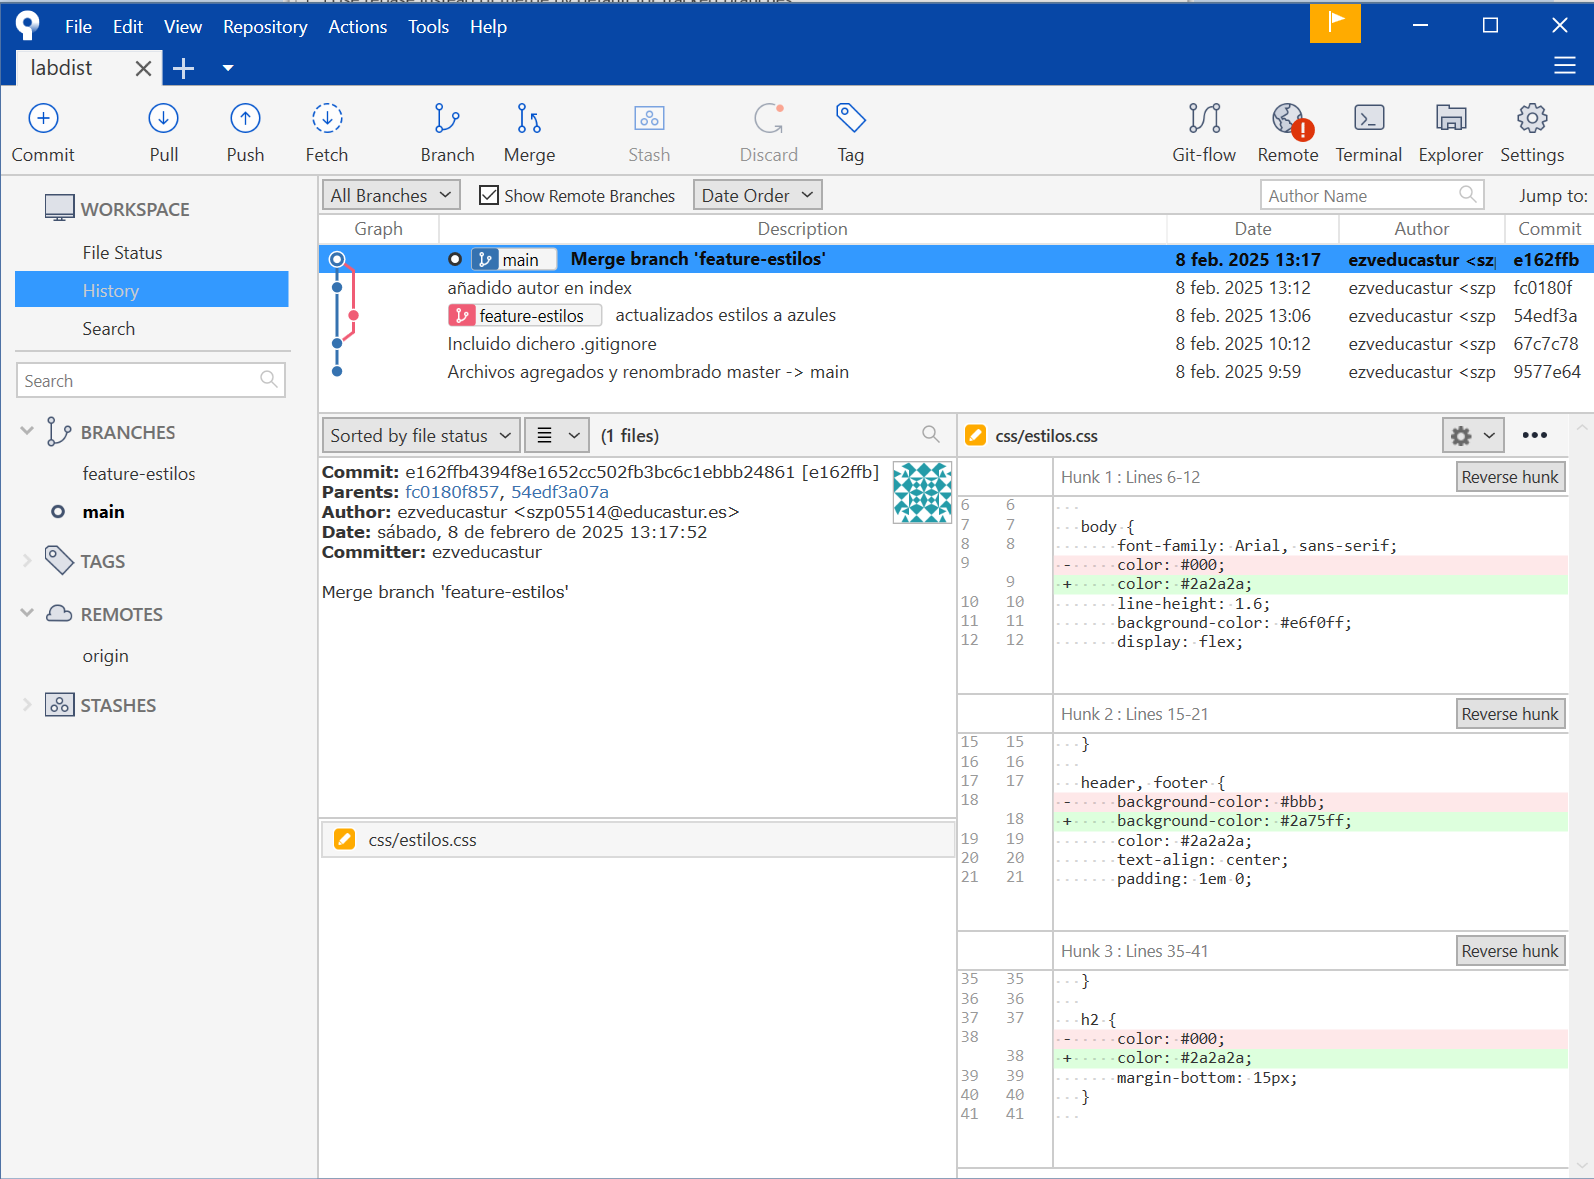 File Edit View Repository Actions Tools Help
labdist
Commit Pull Push Fetch Branch Merge Stash Discard Tag Git-flow Remote Terminal Explorer Settings
WORKSPACE
File Status
History
Search
Search
BRANCHES
feature-estilos
main
TAGS
REMOTES
origin
STASHES
All Branches Show Remote Branches Date Order Author Name Jump to:
Graph Description Date Author Commit
main Merge branch 'feature-estilos' 8 feb. 2025 13:17 ezveducastur <szp e162ffb
añadido autor en index 8 feb. 2025 13:12 ezveducastur <szp fc0180f
feature-estilos actualizados estilos a azules 8 feb. 2025 13:06 ezveducastur <szp 54edf3a
Incluido dichero .gitignore 8 feb. 2025 10:12 ezveducastur <szp 67c7c78
Archivos agregados y renombrado master -> main 8 feb. 2025 9:59 ezveducastur <szp 9577e64
Sorted by file status (1 files)
Commit: e162ffb4394f8e1652cc502fb3bc6c1ebbb24861 [e162ffb]
Parents: fc0180f857, 54edf3a07a
Author: ezveducastur <szp05514@educastur.es>
Date: sábado, 8 de febrero de 2025 13:17:52
Committer: ezveducastur
Merge branch 'feature-estilos'
css/estilos.css
css/estilos.css
Hunk 1 : Lines 6-12 Reverse hunk
6 6
7 7 body {
8 8 font-family: Arial, sans-serif;
9 - color: #000;
9 + color: #2a2a2a;
10 10 line-height: 1.6;
11 11 background-color: #e6f0ff;
12 12 display: flex;
Hunk 2 : Lines 15-21 Reverse hunk
15 15 }
16 16
17 17 header, footer {
18 - background-color: #bbb;
18 + background-color: #2a75ff;
19 19 color: #2a2a2a;
20 20 text-align: center;
21 21 padding: 1em 0;
Hunk 3 : Lines 35-41 Reverse hunk
35 35 }
36 36
37 37 h2 {
38 - color: #000;
38 + color: #2a2a2a;
39 39 margin-bottom: 15px;
40 40 }
41 41